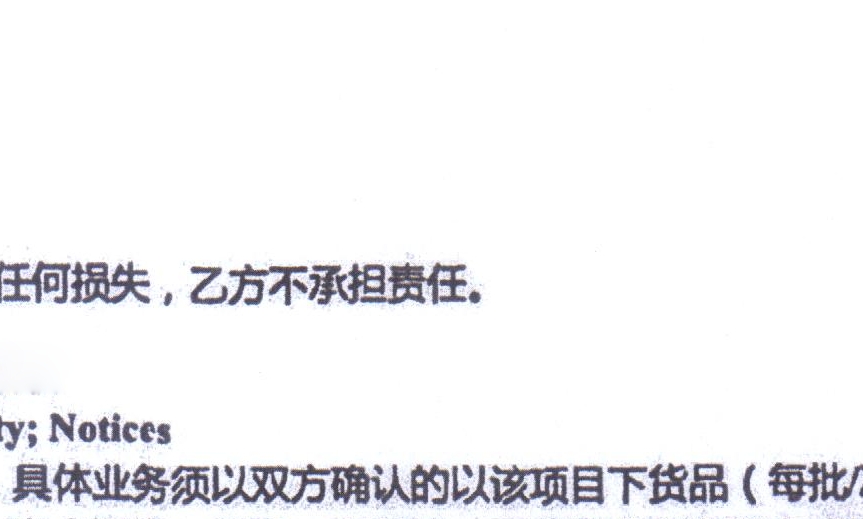 任何损失，乙方不承担责任。
ty; Notices
具体业务须以双方确认的以该项目下货品（每批/